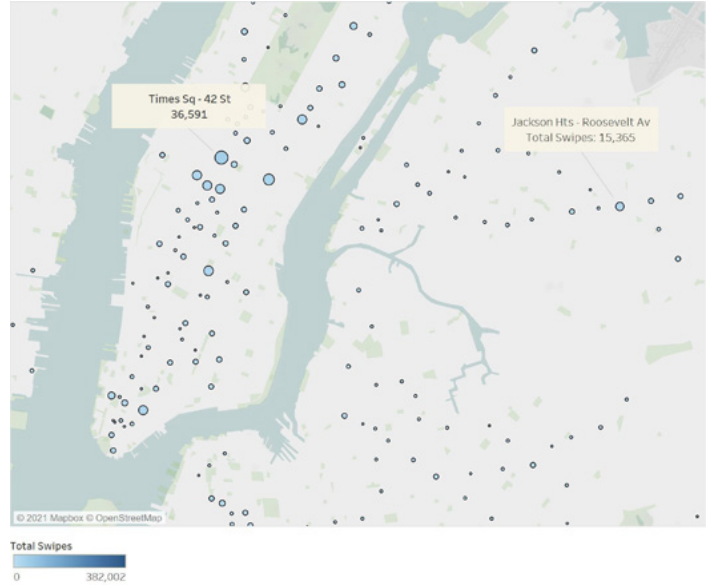 Times Sq - 42 St
36,591
Jackson Hts - Roosevelt Av
Total Swipes: 15,365
© 2021 Mapbox © OpenStreetMap
Total Swipes
0 382,002